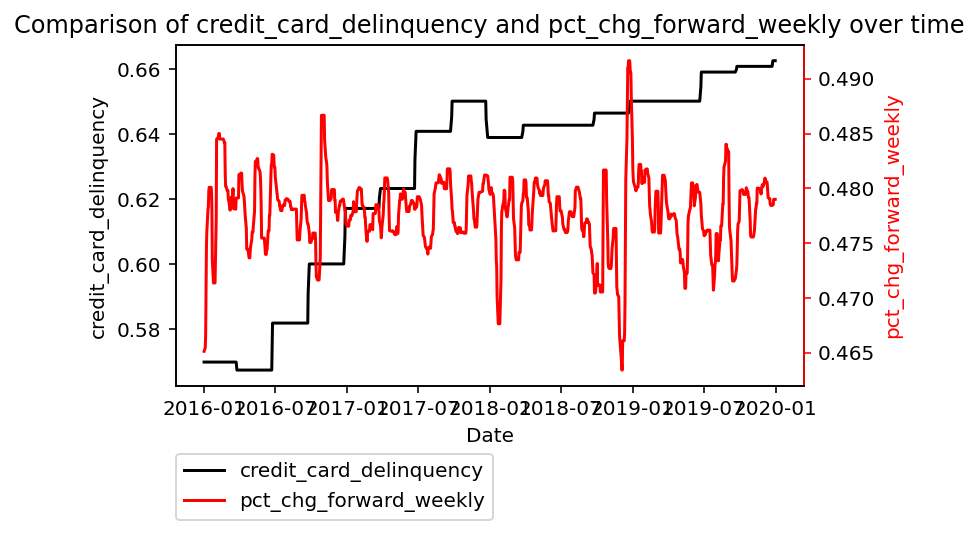 Comparison of credit_card_delinquency and pct_chg_forward_weekly over time
credit_card_delinquency
0.66
0.64
0.62
0.60
0.58
0.490
0.485
0.480
0.475
0.470
0.465
pct_chg_forward_weekly
2016-01 2016-07 2017-01 2017-07 2018-01 2018-07 2019-01 2019-07 2020-01
Date
credit_card_delinquency
pct_chg_forward_weekly